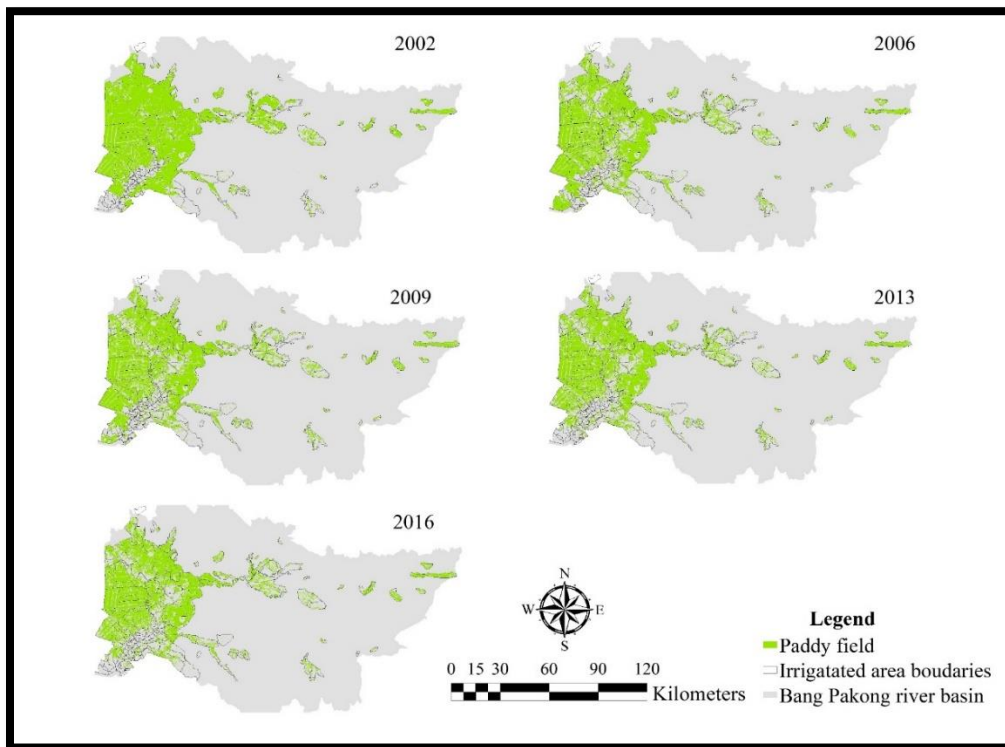 2002
2006
2009
2013
2016
N
W E
S
0 15 30 60 90 120
Kilometers
Legend
Paddy field
Irrigatated area boudaries
Bang Pakong river basin